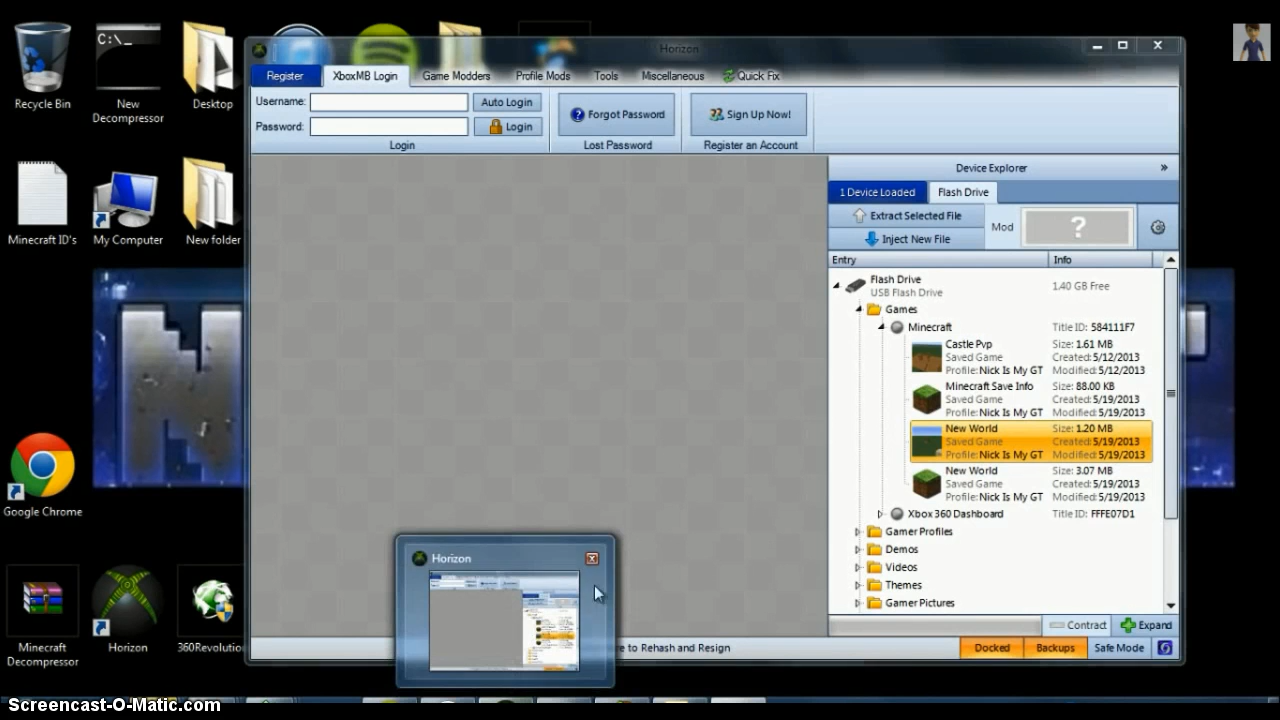 Recycle Bin
C:\_
New
Decompressor
Desktop
Minecraft ID's
My Computer
New folder
N
Google Chrome
Minecraft
Decompressor
Horizon
360Revolutio
Horizon
Register
XboxMB Login
Game Modders
Profile Mods
Tools
Miscellaneous
Quick Fix
Username:
Auto Login
Password:
Login
Login
Forgot Password
Lost Password
Sign Up Now!
Register an Account
Device Explorer
»
1 Device Loaded
Flash Drive
Extract Selected File
Inject New File
Mod
?
Entry
Info
Flash Drive
USB Flash Drive
1.40 GB Free
Games
Minecraft
Title ID: 584111F7
Castle Pvp
Saved Game
Profile: Nick Is My GT
Size: 1.61 MB
Created: 5/12/2013
Modified: 5/12/2013
Minecraft Save Info
Saved Game
Profile: Nick Is My GT
Size: 88.00 KB
Created: 5/19/2013
Modified: 5/19/2013
New World
Saved Game
Profile: Nick Is My GT
Size: 1.20 MB
Created: 5/19/2013
Modified: 5/19/2013
New World
Saved Game
Profile: Nick Is My GT
Size: 3.07 MB
Created: 5/19/2013
Modified: 5/19/2013
Xbox 360 Dashboard
Title ID: FFFE07D1
Gamer Profiles
Demos
Videos
Themes
Gamer Pictures
Contract
Expand
Horizon
re to Rehash and Resign
Docked
Backups
Safe Mode
Screencast-O-Matic.com